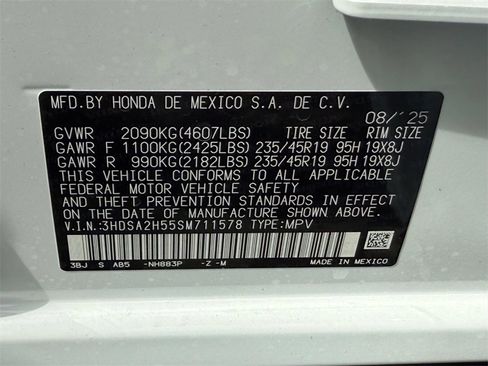 MFD.BY HONDA DE MEXICO S.A. DE C.V.
08/'25
GVWR 2090KG(4607LBS) TIRE SIZE RIM SIZE
GAWR F 1100KG(2425LBS) 235/45R19 95H 19X8J
GAWR R 990KG(2182LBS) 235/45R19 95H 19X8J
THIS VEHICLE CONFORMS TO ALL APPLICABLE
FEDERAL MOTOR VEHICLE SAFETY
AND THEFT PREVENTION STANDARDS IN EFFECT
ON THE DATE OF MANUFACTURE SHOWN ABOVE.
V.I.N.:3HDSA2H55SM711578 TYPE:MPV
3BJ S AB5 -NH883P -Z -M
MADE IN MEXICO